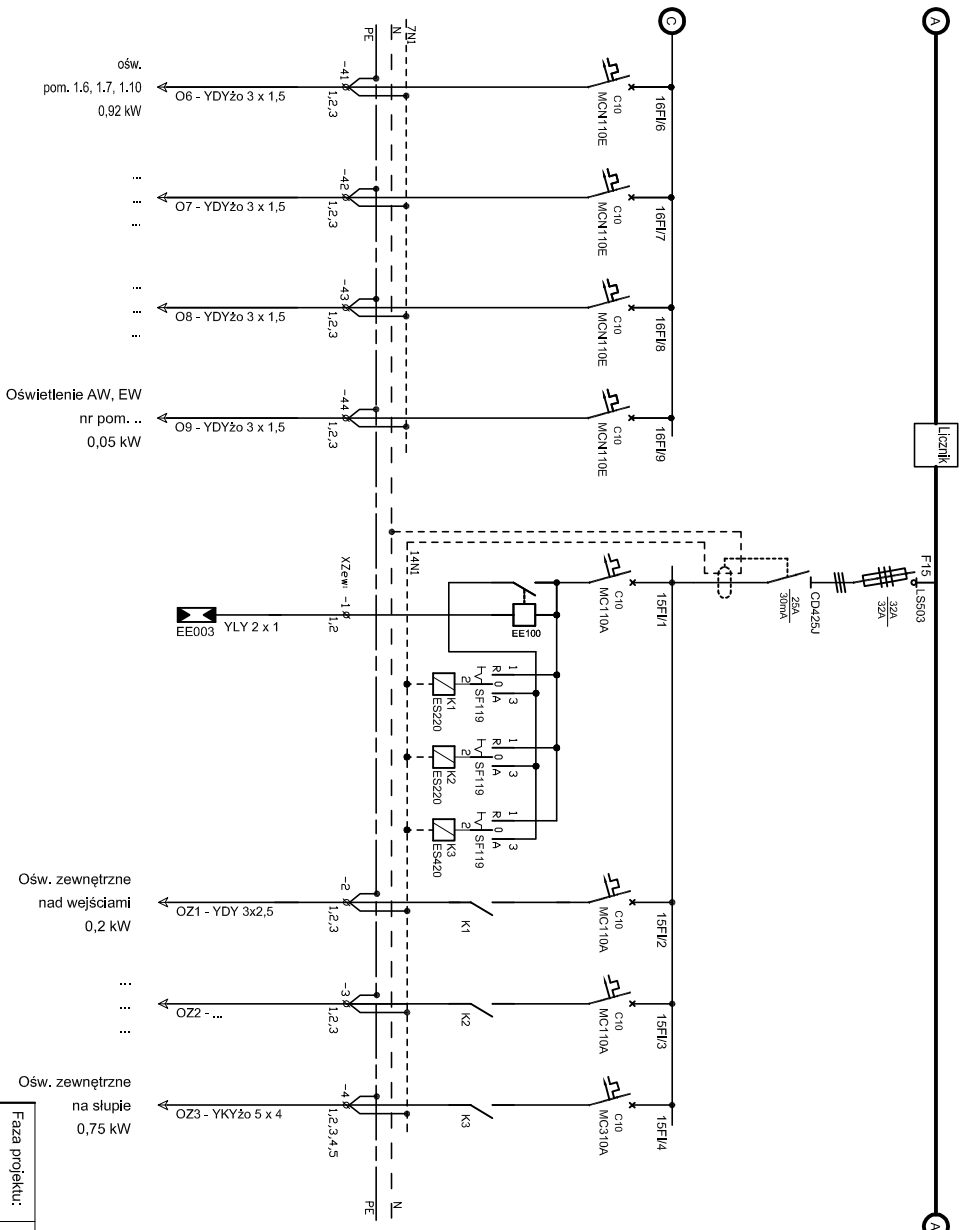 A
C
A
Licznik
F15
LS503
32A
32A
CD425J
25A
30mA
16FI/6
C10
MCN110E
16FI/7
C10
MCN110E
16FI/8
C10
MCN110E
16FI/9
C10
MCN110E
15FI/1
C10
MC110A
15FI/2
C10
MC110A
15FI/3
C10
MC110A
15FI/4
C10
MC310A
EE100
1
R 0 A
3
SF119
2
K1
ES220
1
R 0 A
3
SF119
2
K2
ES220
1
R 0 A
3
SF119
2
K3
ES420
K1
K2
K3
7N1
N
PE
14N1
N
PE
-41
1,2,3
-42
1,2,3
-43
1,2,3
-44
1,2,3
XZew: -1
1,2
-2
1,2,3
-3
1,2,3
-4
1,2,3,4,5
ośw.
pom. 1.6, 1.7, 1.10
0,92 kW
O6 - YDYżo 3 x 1,5
...
...
...
O7 - YDYżo 3 x 1,5
...
...
...
O8 - YDYżo 3 x 1,5
Oświetlenie AW, EW
nr pom. ..
0,05 kW
O9 - YDYżo 3 x 1,5
EE003
YLY 2 x 1
Ośw. zewnętrzne
nad wejściami
0,2 kW
OZ1 - YDY 3x2,5
...
...
...
OZ2 - ...
Ośw. zewnętrzne
na słupie
0,75 kW
OZ3 - YKYżo 5 x 4
Faza projektu: